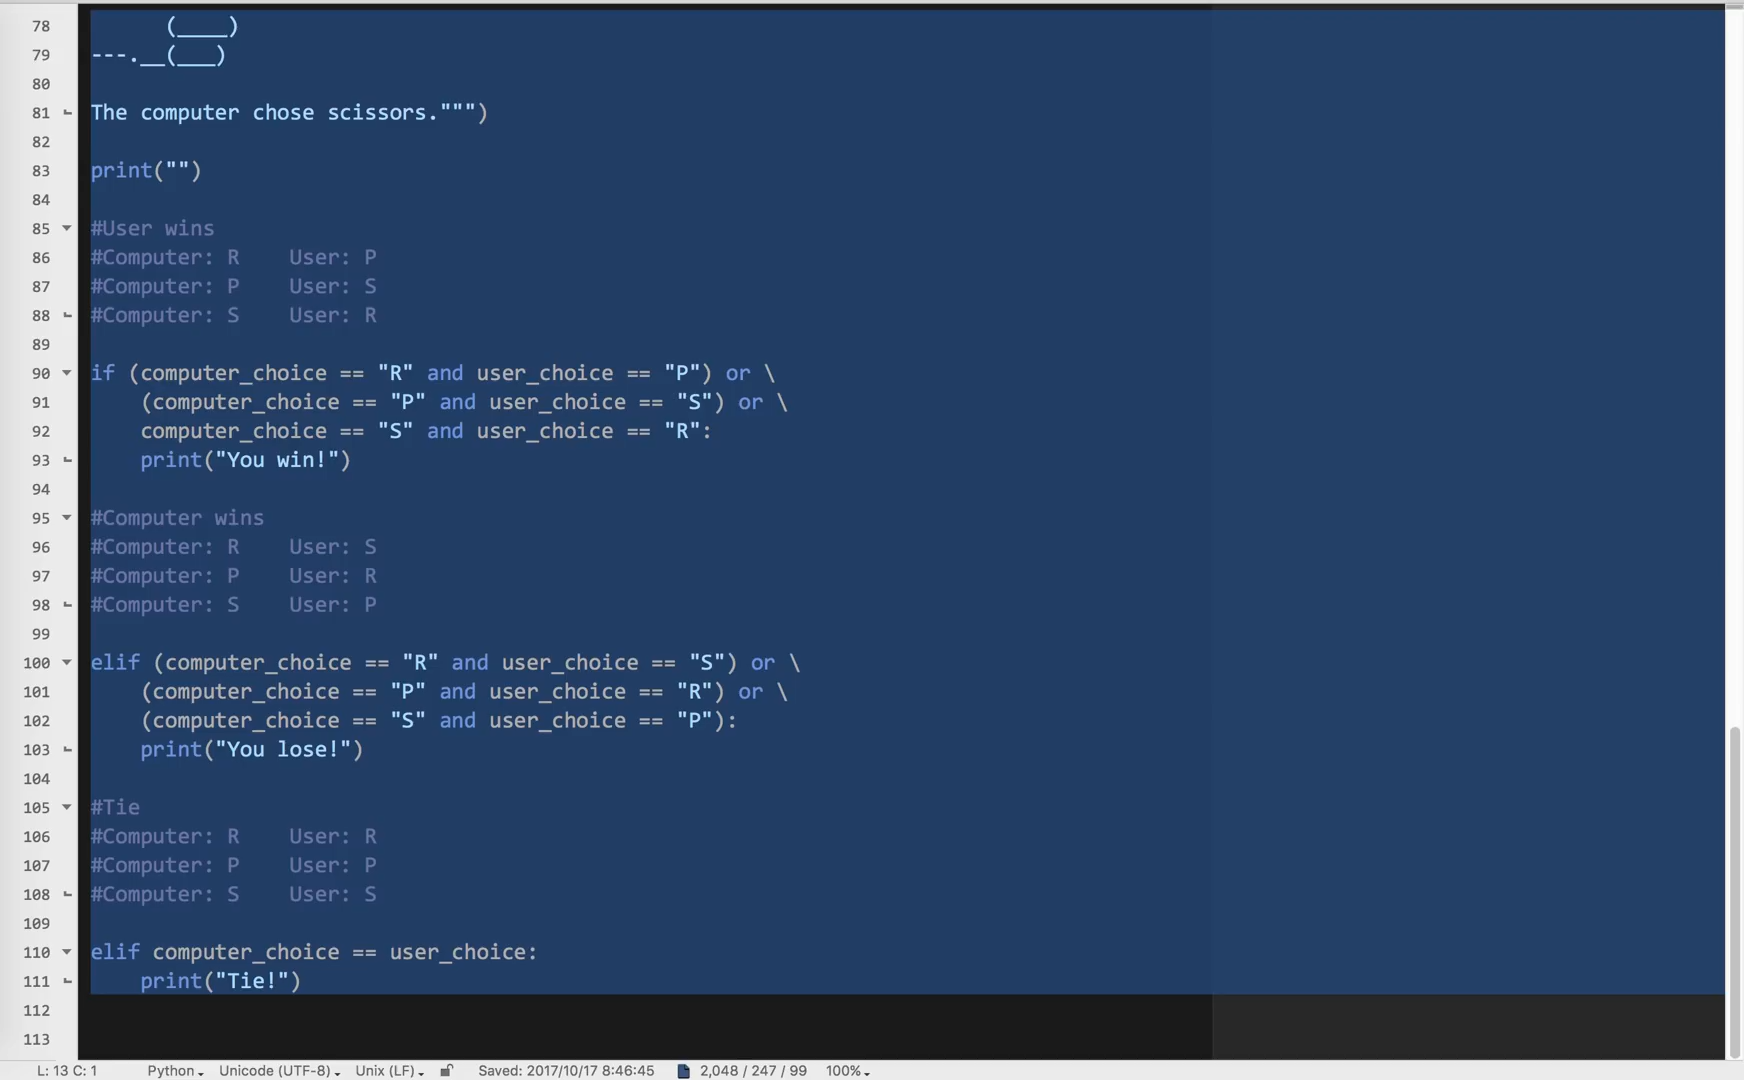 78 (____)
79 ---.__(___)
80
81 The computer chose scissors.""")
82
83 print("")
84
85 #User wins
86 #Computer: R    User: P
87 #Computer: P    User: S
88 #Computer: S    User: R
89
90 if (computer_choice == "R" and user_choice == "P") or \
91     (computer_choice == "P" and user_choice == "S") or \
92     computer_choice == "S" and user_choice == "R":
93     print("You win!")
94
95 #Computer wins
96 #Computer: R    User: S
97 #Computer: P    User: R
98 #Computer: S    User: P
99
100 elif (computer_choice == "R" and user_choice == "S") or \
101     (computer_choice == "P" and user_choice == "R") or \
102     (computer_choice == "S" and user_choice == "P"):
103     print("You lose!")
104
105 #Tie
106 #Computer: R    User: R
107 #Computer: P    User: P
108 #Computer: S    User: S
109
110 elif computer_choice == user_choice:
111     print("Tie!")
112
113
L: 13 C: 1 Python Unicode (UTF-8) Unix (LF) Saved: 2017/10/17 8:46:45 2,048 / 247 / 99 100%